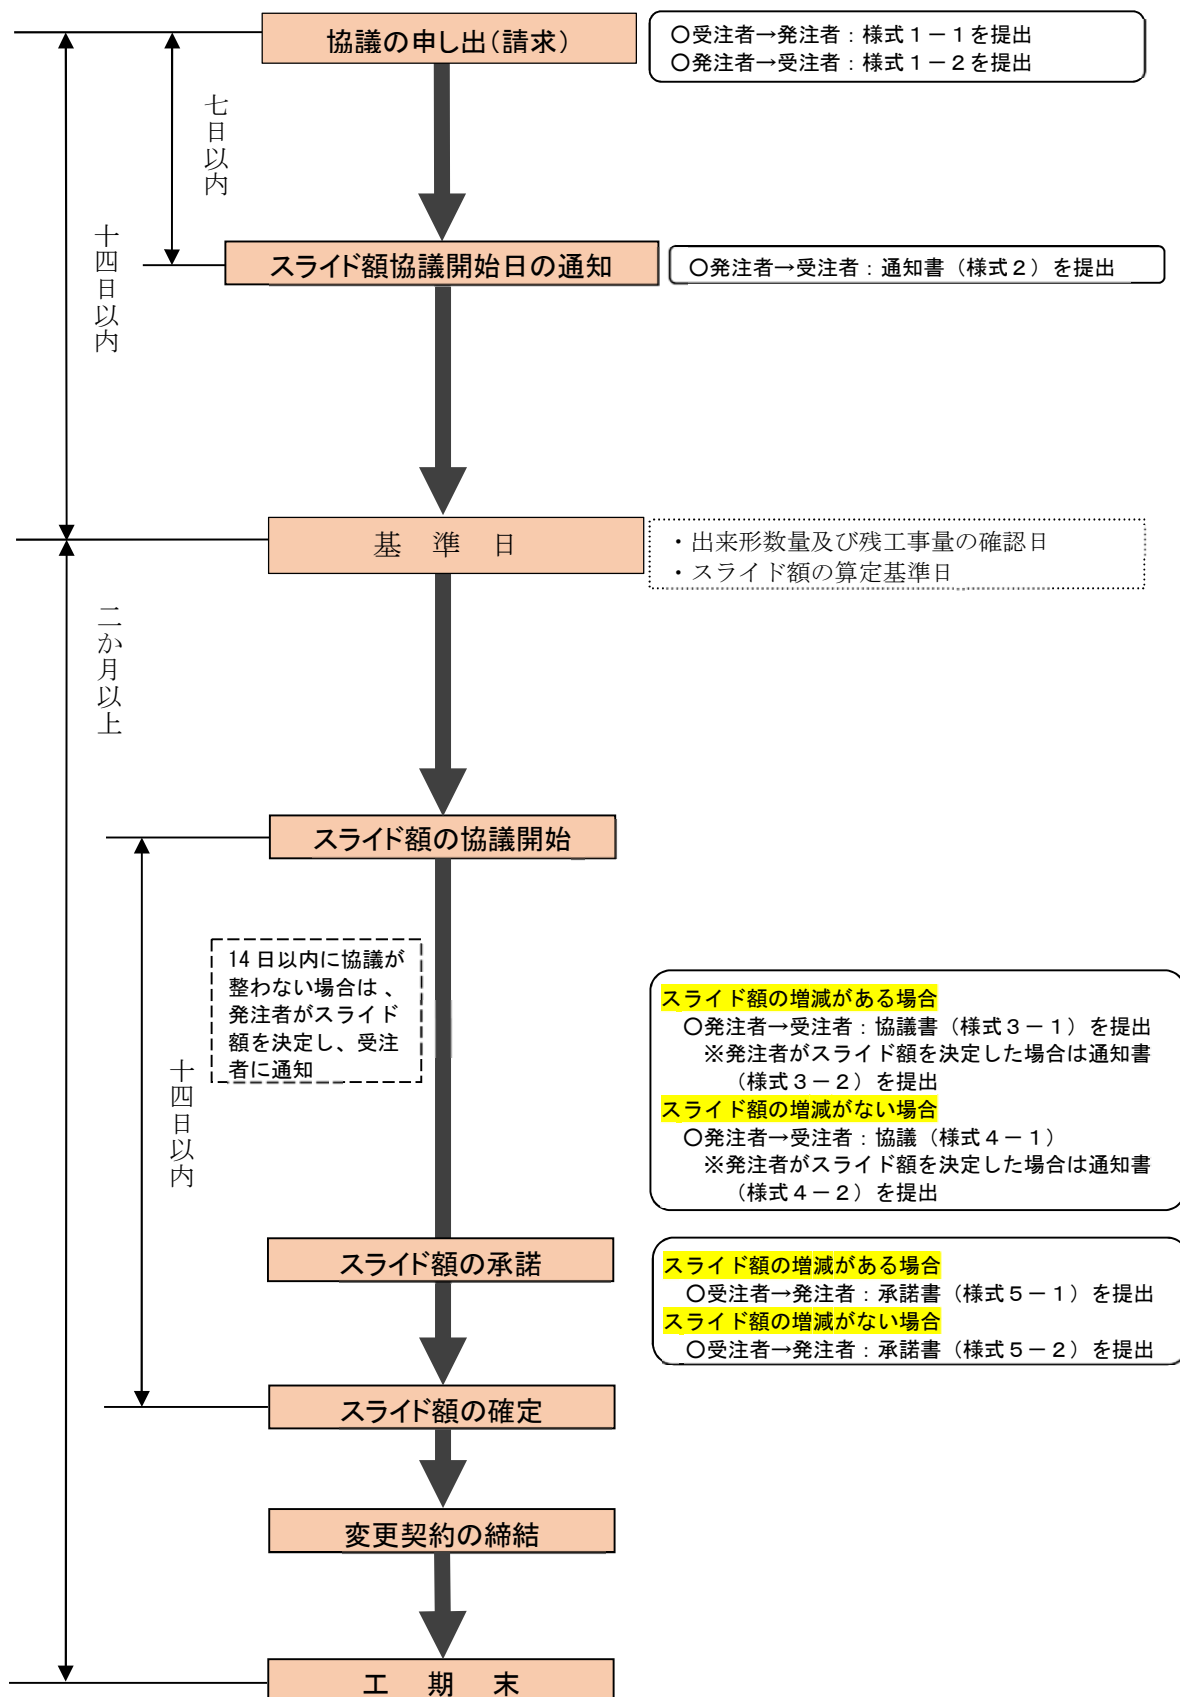 協議の申し出(請求)
○受注者→発注者：様式１－１を提出
○発注者→受注者：様式１－２を提出
七日以内
十四日以内
スライド額協議開始日の通知
○発注者→受注者：通知書（様式２）を提出
基 準 日
・出来形数量及び残工事量の確認日
・スライド額の算定基準日
二か月以上
スライド額の協議開始
14日以内に協議が
整わない場合は、
発注者がスライド
額を決定し、受注
者に通知
十四日以内
スライド額の増減がある場合
○発注者→受注者：協議書（様式３－１）を提出
※発注者がスライド額を決定した場合は通知書
（様式３－２）を提出
スライド額の増減がない場合
○発注者→受注者：協議（様式４－１）
※発注者がスライド額を決定した場合は通知書
（様式４－２）を提出
スライド額の承諾
スライド額の増減がある場合
○受注者→発注者：承諾書（様式５－１）を提出
スライド額の増減がない場合
○受注者→発注者：承諾書（様式５－２）を提出
スライド額の確定
変更契約の締結
工 期 末